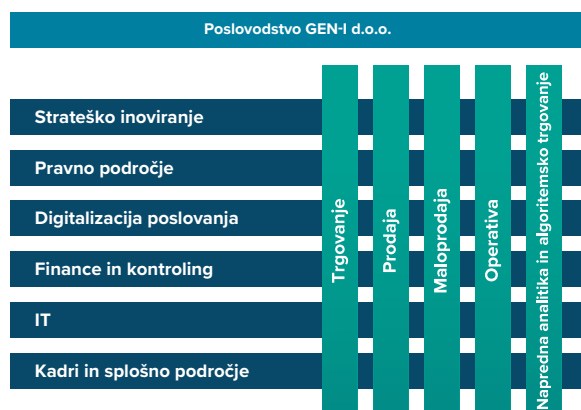 Poslovodstvo GEN-I d.o.o.
Strateško inoviranje
Pravno področje
Digitalizacija poslovanja
Finance in kontroling
IT
Kadri in splošno področje
Trgovanje
Prodaja
Maloprodaja
Operativa
Napredna analitika in algoritemsko trgovanje